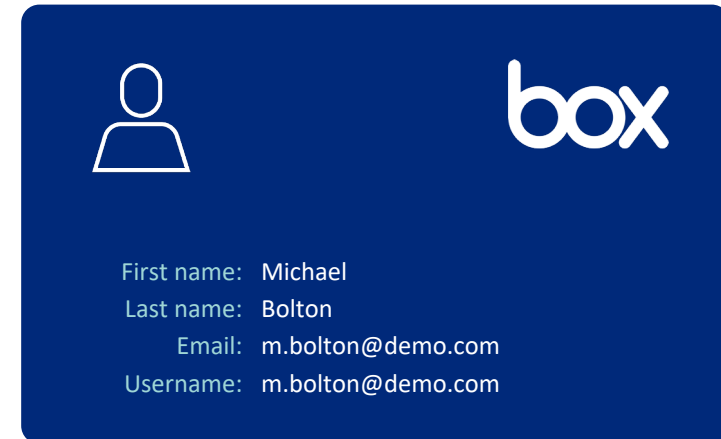 box
First name: Michael
Last name: Bolton
Email: m.bolton@demo.com
Username: m.bolton@demo.com